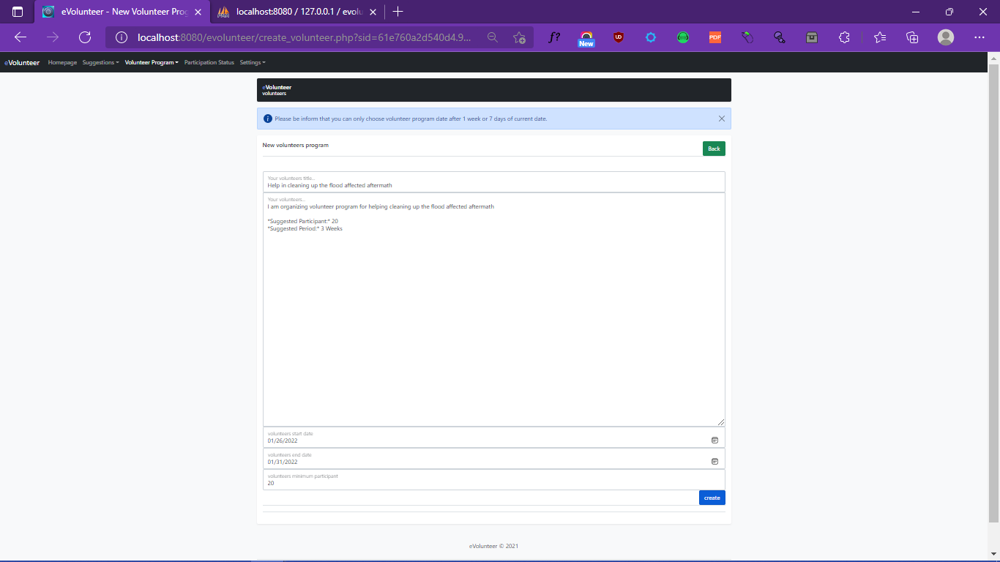 eVolunteer - New Volunteer Prog
localhost:8080 / 127.0.0.1 / evolu
localhost:8080/evolunteer/create_volunteer.php?sid=61e760a2d540d4.9...
f?
New
UD
PDF
eVolunteer Homepage Suggestions Volunteer Program Participation Status Settings
eVolunteer
volunteers
Please be inform that you can only choose volunteer program date after 1 week or 7 days of current date.
New volunteers program
Back
Your volunteers title...
Help in cleaning up the flood affected aftermath
Your volunteers...
I am organizing volunteer program for helping cleaning up the flood affected aftermath
*Suggested Participant:* 20
*Suggested Period:* 3 Weeks
volunteers start date
01/26/2022
volunteers end date
01/31/2022
volunteers minimum participant
20
create
eVolunteer © 2021